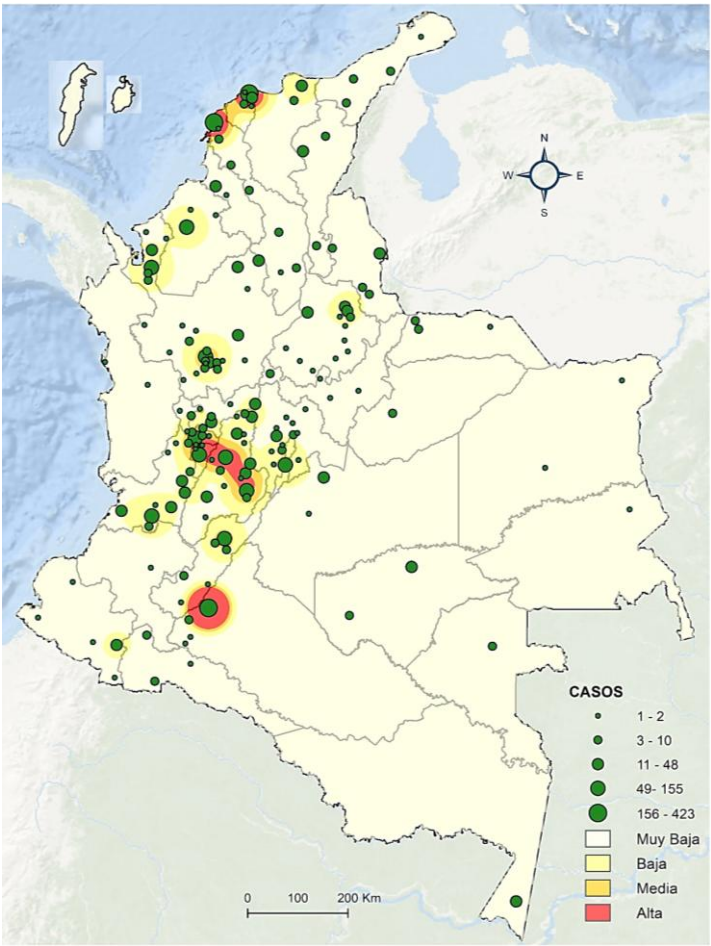 N
W E
S
CASOS
1 - 2
3 - 10
11 - 48
49- 155
156 - 423
Muy Baja
Baja
Media
Alta
0 100 200 Km